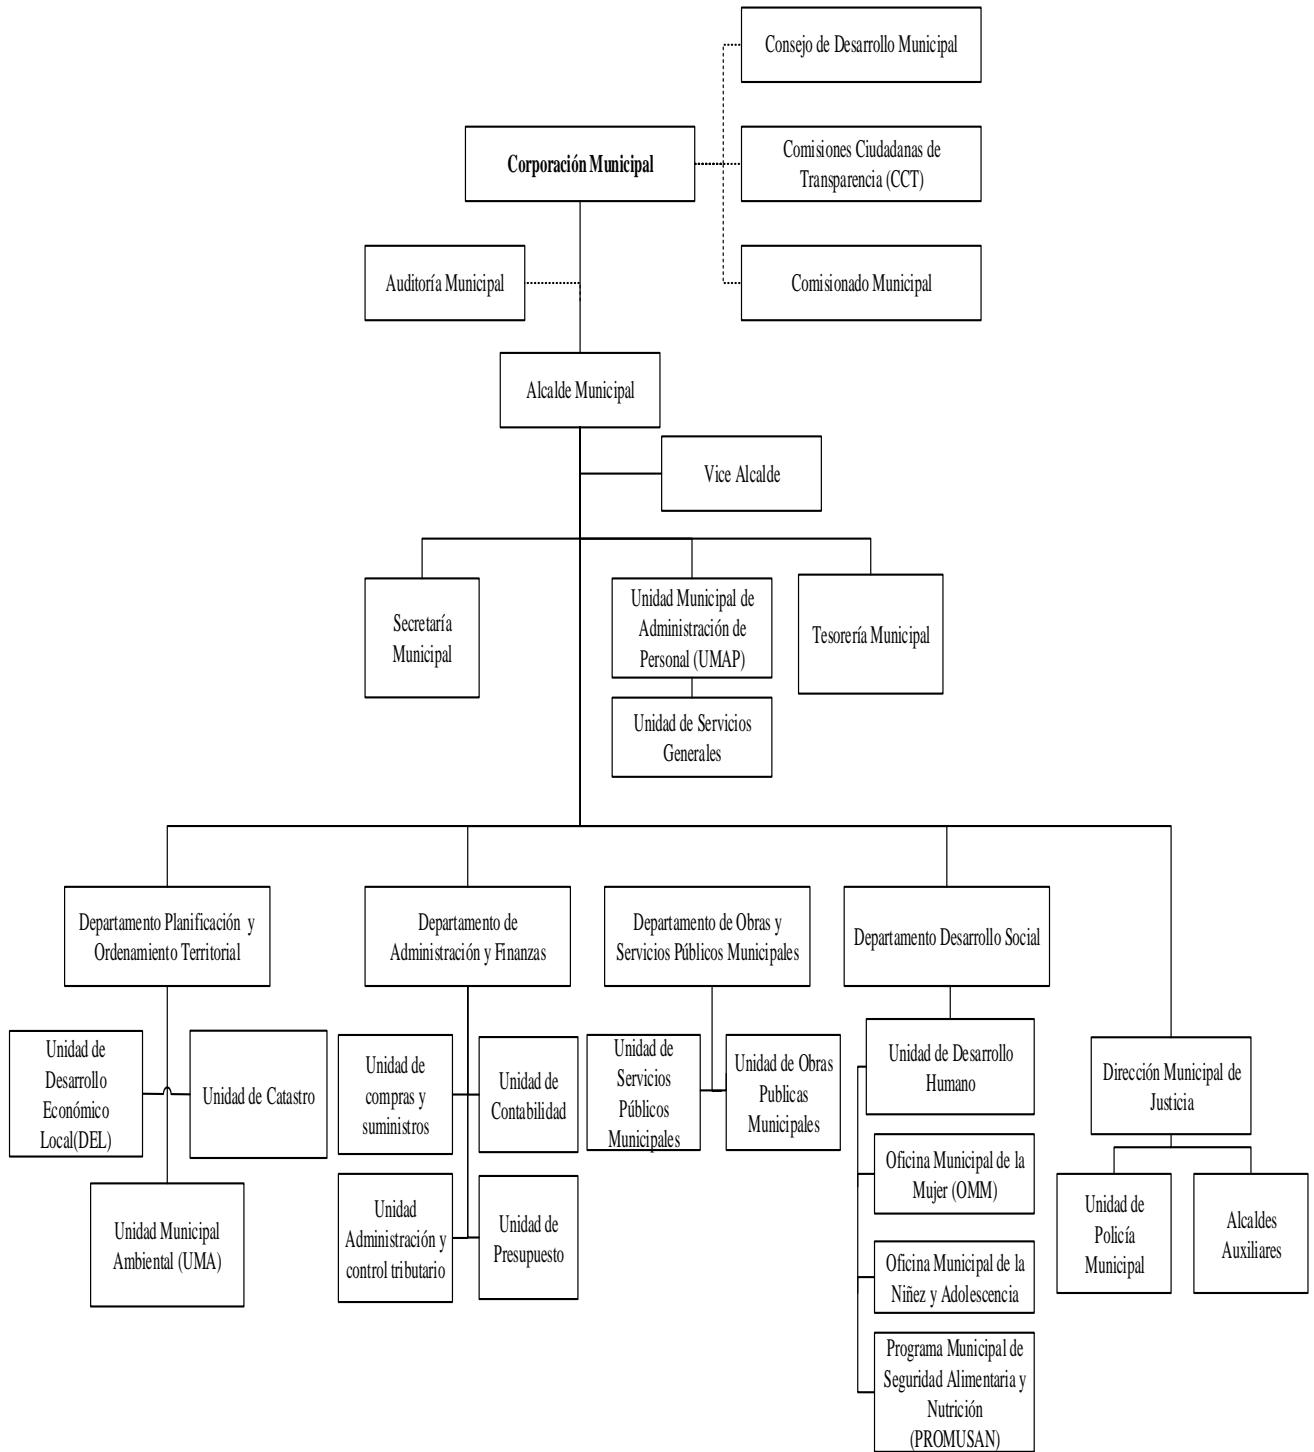 Consejo de Desarrollo Municipal
Corporación Municipal
Comisiones Ciudadanas de
Transparencia (CCT)
Auditoría Municipal
Comisionado Municipal
Alcalde Municipal
Vice Alcalde
Secretaría
Municipal
Unidad Municipal de
Administración de
Personal (UMAP)
Tesorería Municipal
Unidad de Servicios
Generales
Departamento Planificación y
Ordenamiento Territorial
Departamento de
Administración y Finanzas
Departamento de Obras y
Servicios Públicos Municipales
Departamento Desarrollo Social
Unidad de
Desarrollo
Económico
Local(DEL)
Unidad de Catastro
Unidad Municipal
Ambiental (UMA)
Unidad de
compras y
suministros
Unidad de
Contabilidad
Unidad
Administración y
control tributario
Unidad de
Presupuesto
Unidad de
Servicios
Públicos
Municipales
Unidad de Obras
Publicas
Municipales
Unidad de Desarrollo
Humano
Oficina Municipal de la
Mujer (OMM)
Oficina Municipal de la
Niñez y Adolescencia
Programa Municipal de
Seguridad Alimentaria y
Nutrición
(PROMUSAN)
Dirección Municipal de
Justicia
Unidad de
Policía
Municipal
Alcaldes
Auxiliares